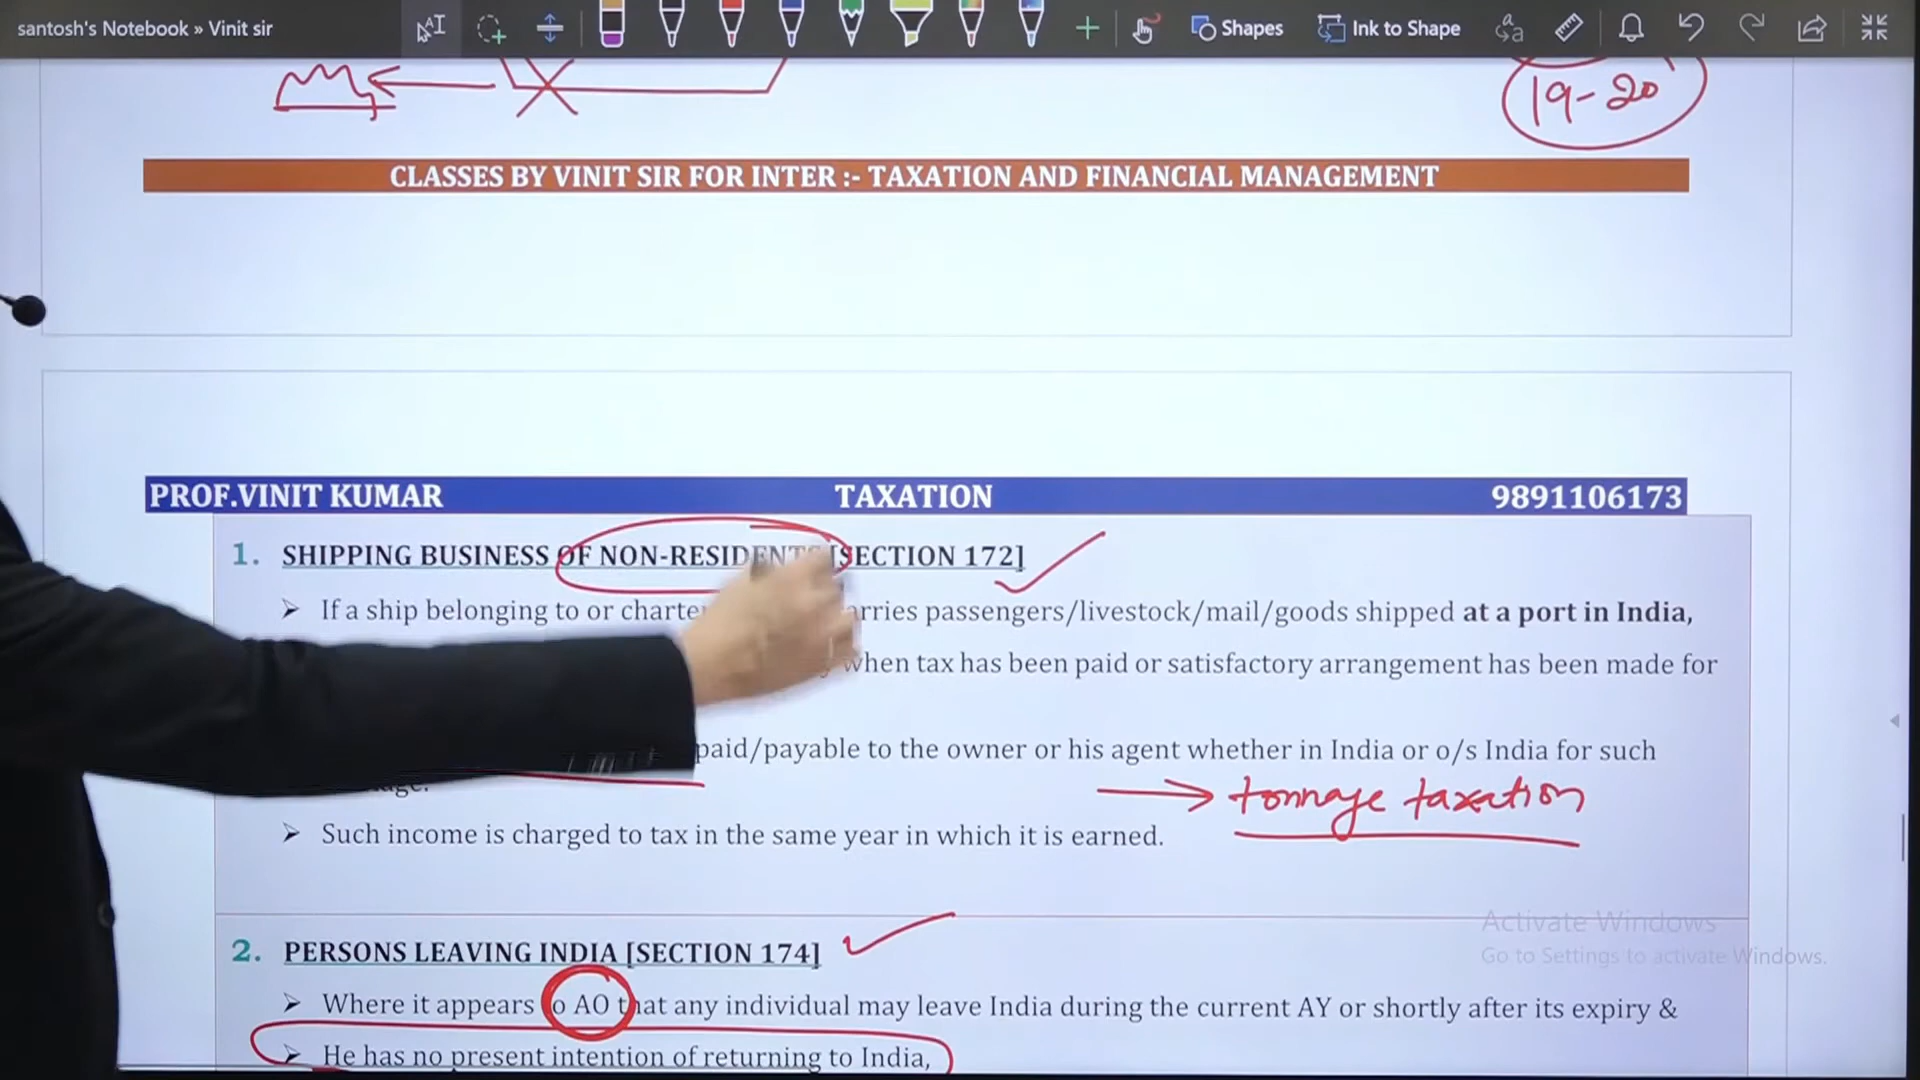 santosh's Notebook » Vinit sir
Shapes
Ink to Shape
19-20
CLASSES BY VINIT SIR FOR INTER :- TAXATION AND FINANCIAL MANAGEMENT
PROF.VINIT KUMAR TAXATION 9891106173
1. SHIPPING BUSINESS OF NON-RESIDENTS [SECTION 172]
➢ If a ship belonging to or charte rries passengers/livestock/mail/goods shipped at a port in India,
when tax has been paid or satisfactory arrangement has been made for
paid/payable to the owner or his agent whether in India or o/s India for such
tonnage taxation
➢ Such income is charged to tax in the same year in which it is earned.
Activate Windows
Go to Settings to activate Windows.
2. PERSONS LEAVING INDIA [SECTION 174]
➢ Where it appears to AO that any individual may leave India during the current AY or shortly after its expiry &
➢ He has no present intention of returning to India,